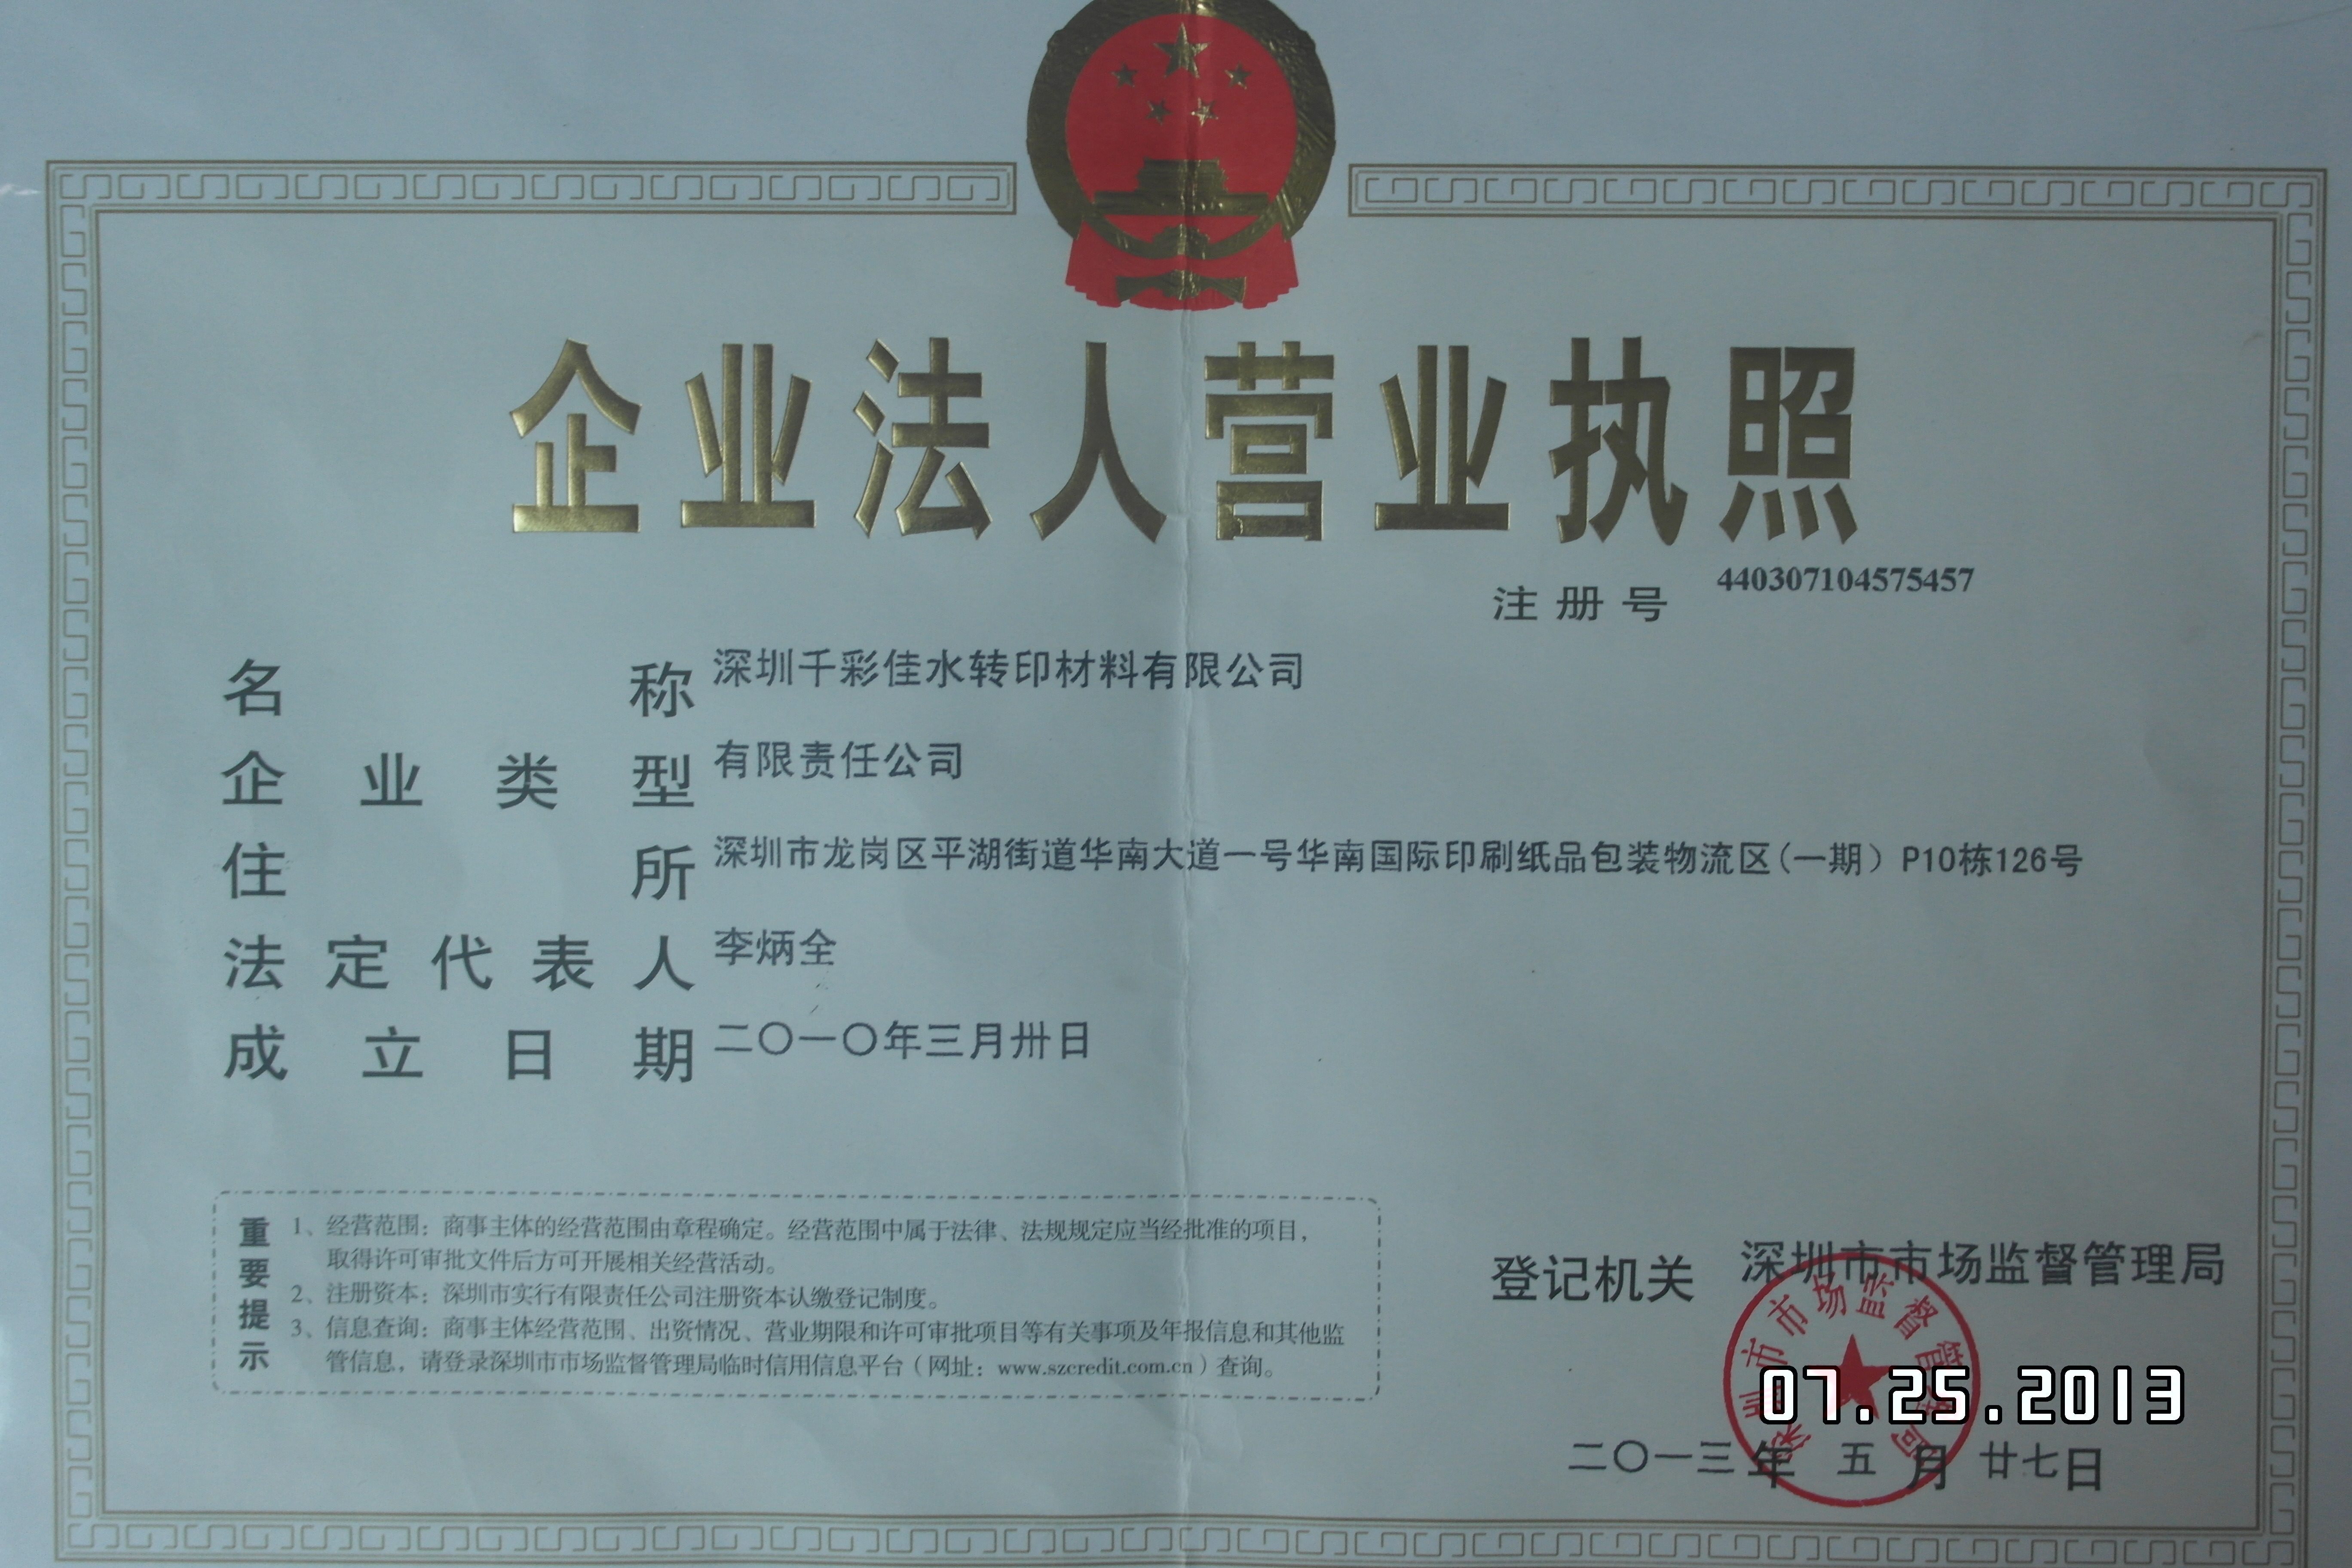 企业法人营业执照
注册号 440307104575457
名称 深圳千彩佳水转印材料有限公司
企业类型 有限责任公司
住所 深圳市龙岗区平湖街道华南大道一号华南国际印刷纸品包装物流区(一期）P10栋126号
法定代表人 李炳全
成立日期 二〇一〇年三月卅日
重要提示
1、经营范围：商事主体的经营范围由章程确定。经营范围中属于法律、法规规定应当经批准的项目，
取得许可审批文件后方可开展相关经营活动。
2、注册资本：深圳市实行有限责任公司注册资本认缴登记制度。
3、信息查询：商事主体经营范围、出资情况、营业期限和许可审批项目等有关事项及年报信息和其他监
管信息，请登录深圳市市场监督管理局临时信用信息平台（网址：www.szcredit.com.cn）查询。
登记机关 深圳市市场监督管理局
深圳市市场监督管理局
07.25.2013
二〇一三年 五 月 廿七日